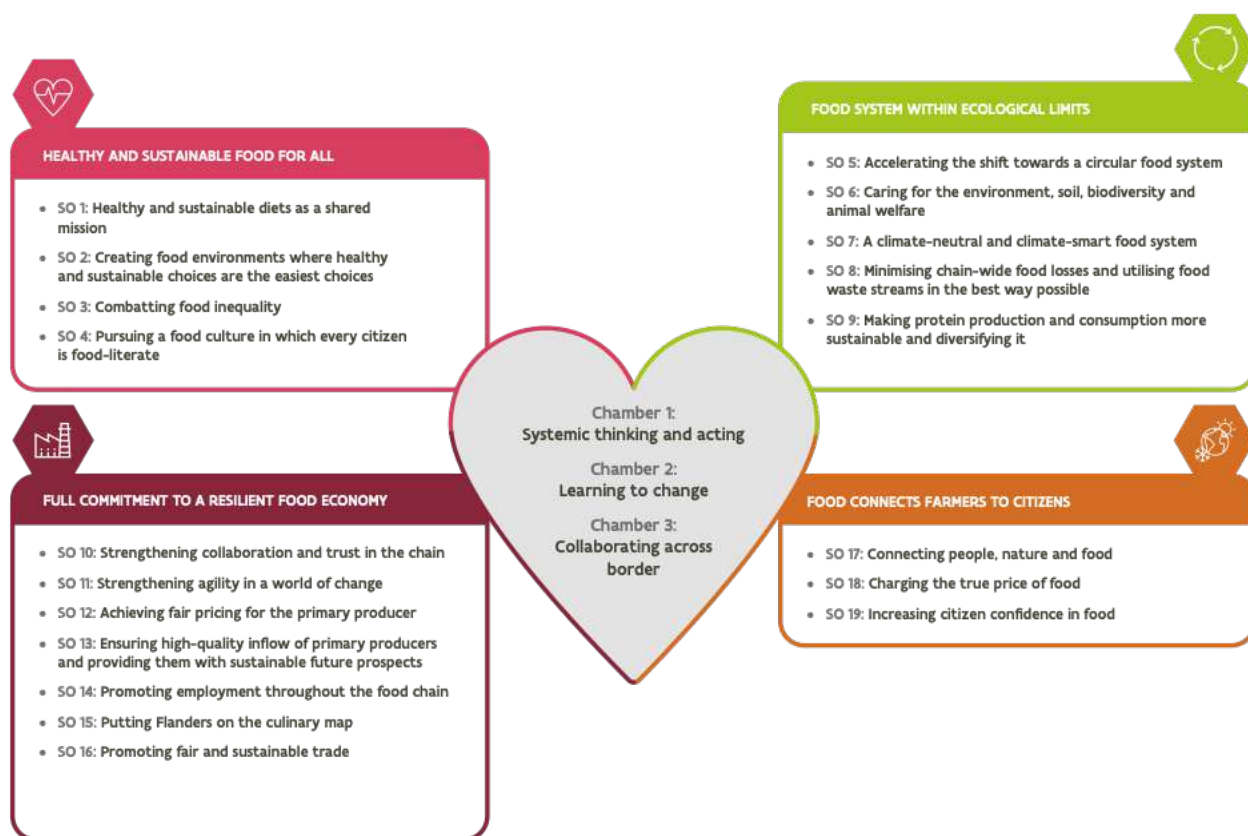 HEALTHY AND SUSTAINABLE FOOD FOR ALL
• SO 1: Healthy and sustainable diets as a shared
mission
• SO 2: Creating food environments where healthy
and sustainable choices are the easiest choices
• SO 3: Combatting food inequality
• SO 4: Pursuing a food culture in which every citizen
is food-literate
FOOD SYSTEM WITHIN ECOLOGICAL LIMITS
• SO 5: Accelerating the shift towards a circular food system
• SO 6: Caring for the environment, soil, biodiversity and
animal welfare
• SO 7: A climate-neutral and climate-smart food system
• SO 8: Minimising chain-wide food losses and utilising food
waste streams in the best way possible
• SO 9: Making protein production and consumption more
sustainable and diversifying it
Chamber 1:
Systemic thinking and acting
Chamber 2:
Learning to change
Chamber 3:
Collaborating across
border
FULL COMMITMENT TO A RESILIENT FOOD ECONOMY
• SO 10: Strengthening collaboration and trust in the chain
• SO 11: Strengthening agility in a world of change
• SO 12: Achieving fair pricing for the primary producer
• SO 13: Ensuring high-quality inflow of primary producers
and providing them with sustainable future prospects
• SO 14: Promoting employment throughout the food chain
• SO 15: Putting Flanders on the culinary map
• SO 16: Promoting fair and sustainable trade
FOOD CONNECTS FARMERS TO CITIZENS
• SO 17: Connecting people, nature and food
• SO 18: Charging the true price of food
• SO 19: Increasing citizen confidence in food